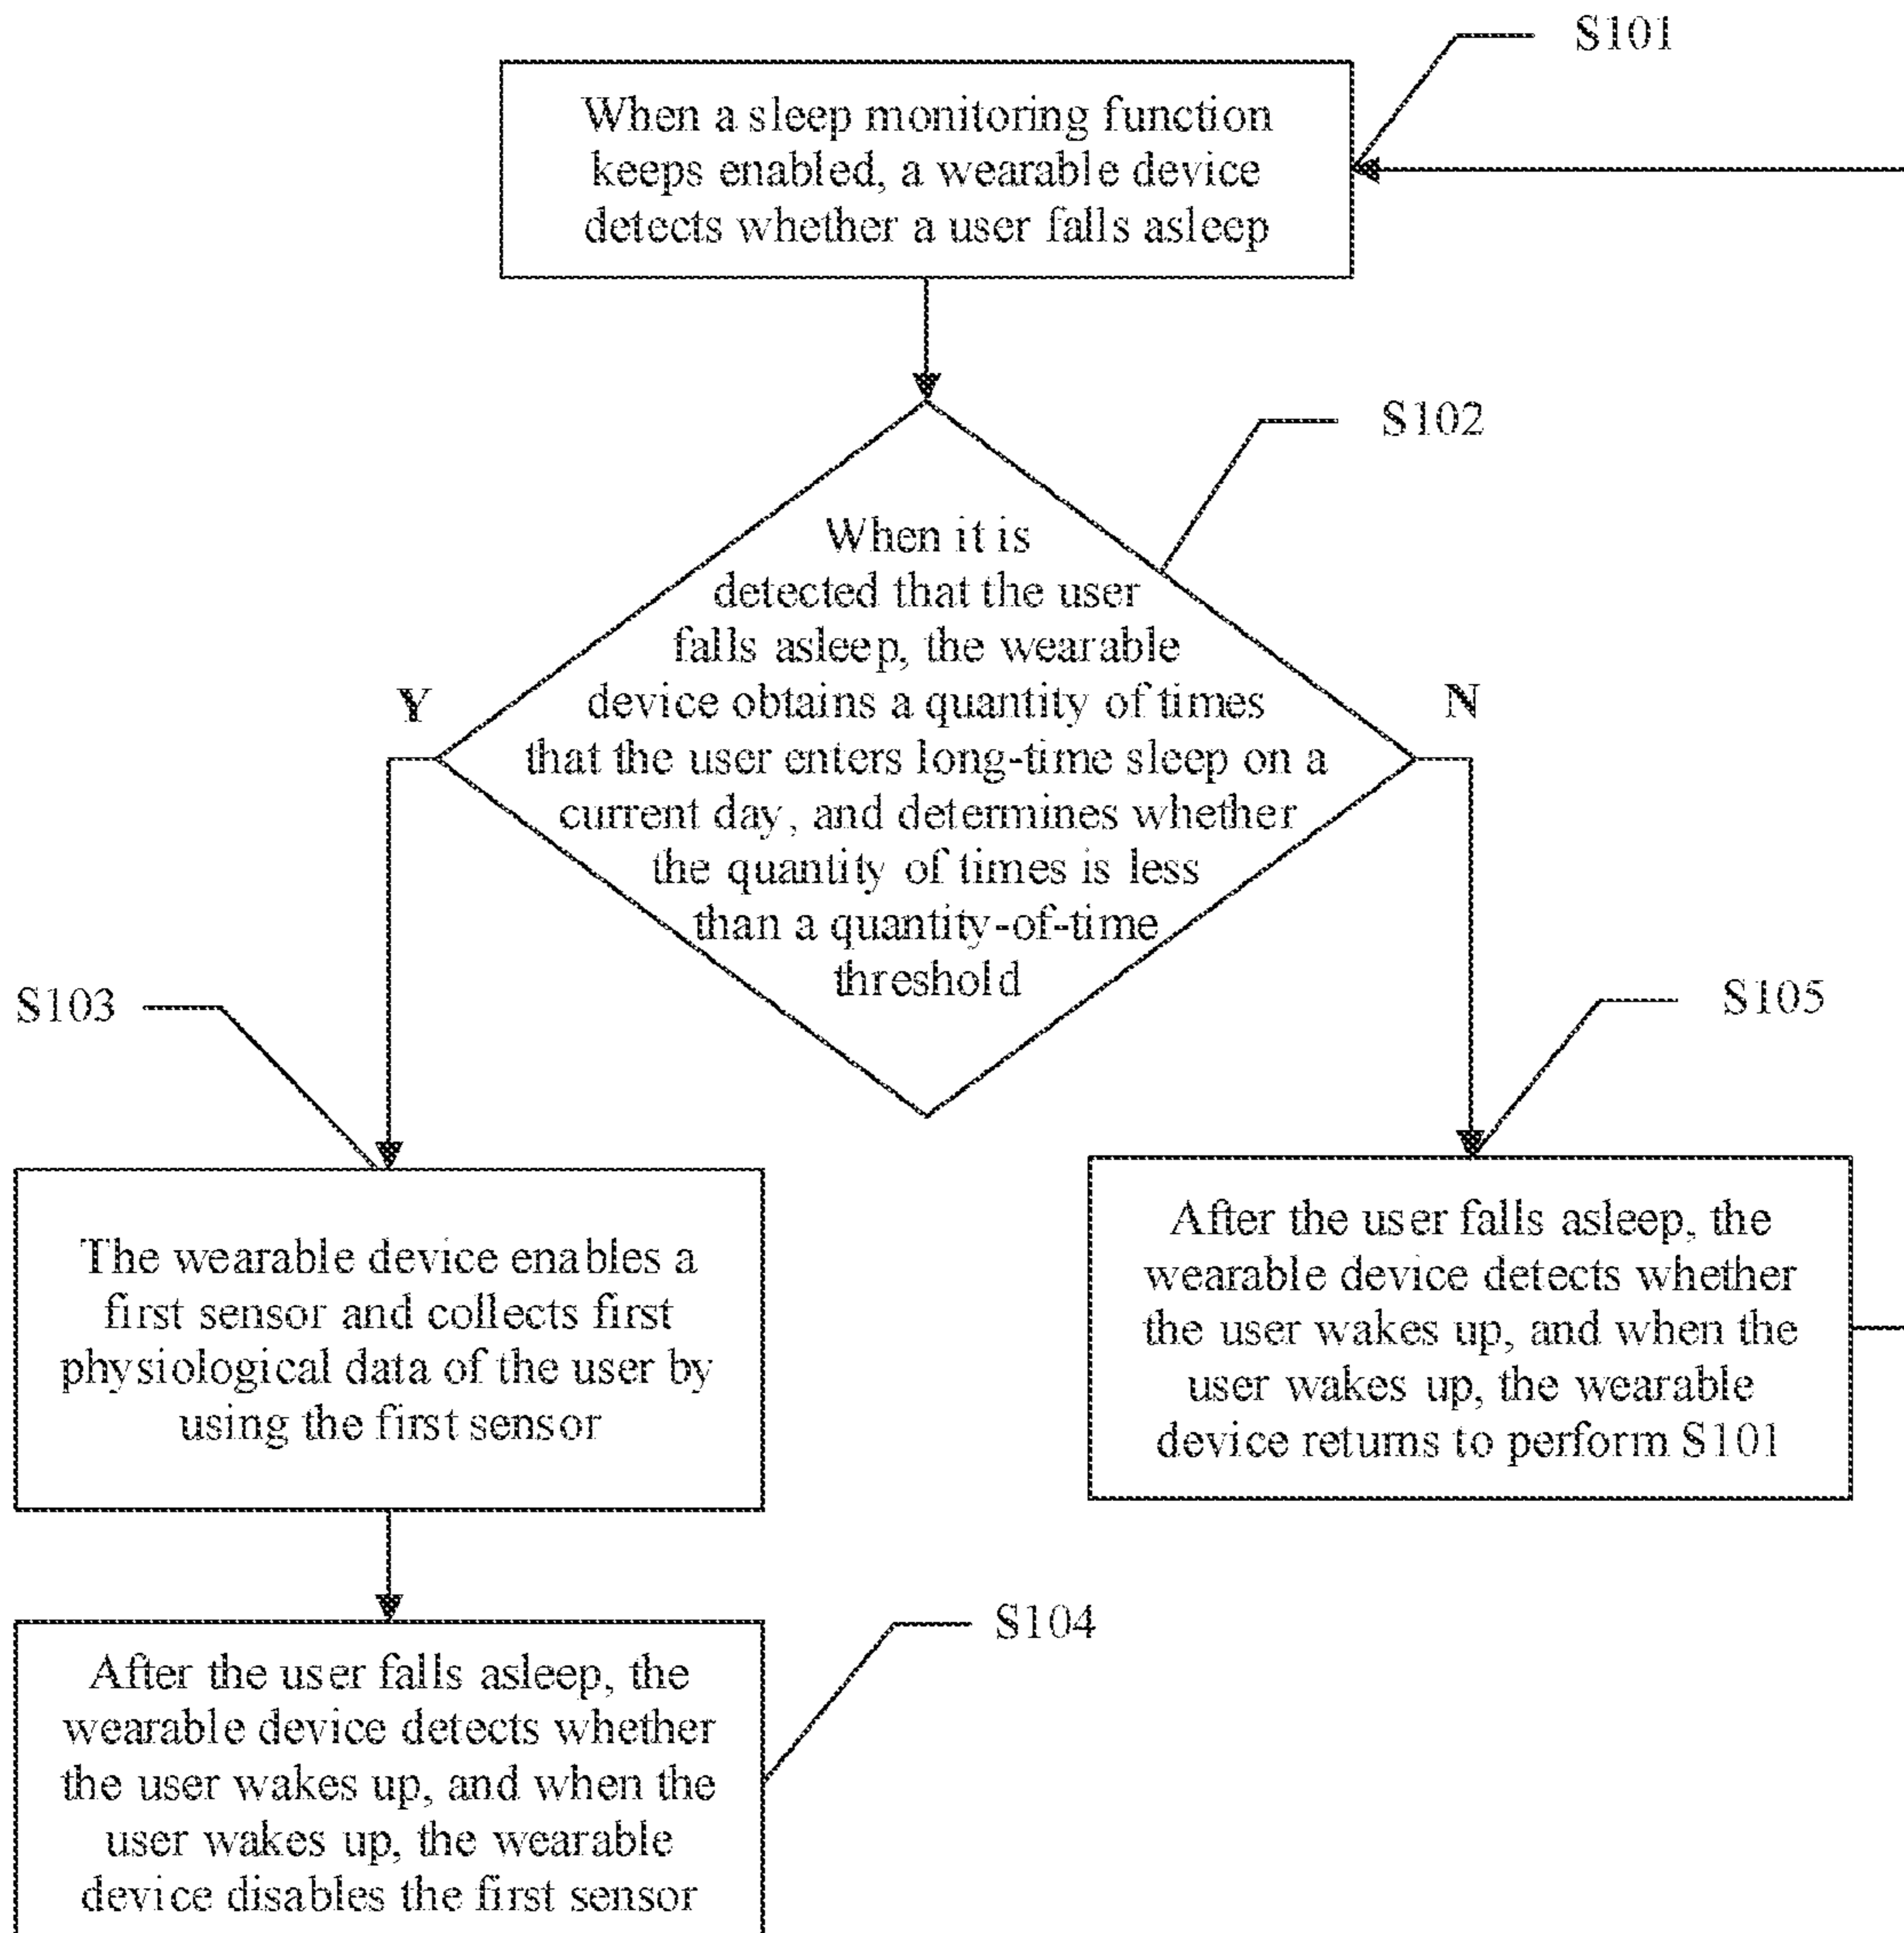 S101
When a sleep monitoring function
keeps enabled, a wearable device
detects whether a user falls asleep
S102
When it is
detected that the user
falls asleep, the wearable
device obtains a quantity of times
that the user enters long-time sleep on a
current day, and determines whether
the quantity of times is less
than a quantity-of-time
threshold
Y
N
S103
S105
The wearable device enables a
first sensor and collects first
physiological data of the user by
using the first sensor
After the user falls asleep, the
wearable device detects whether
the user wakes up, and when the
user wakes up, the wearable
device returns to perform S101
S104
After the user falls asleep, the
wearable device detects whether
the user wakes up, and when the
user wakes up, the wearable
device disables the first sensor